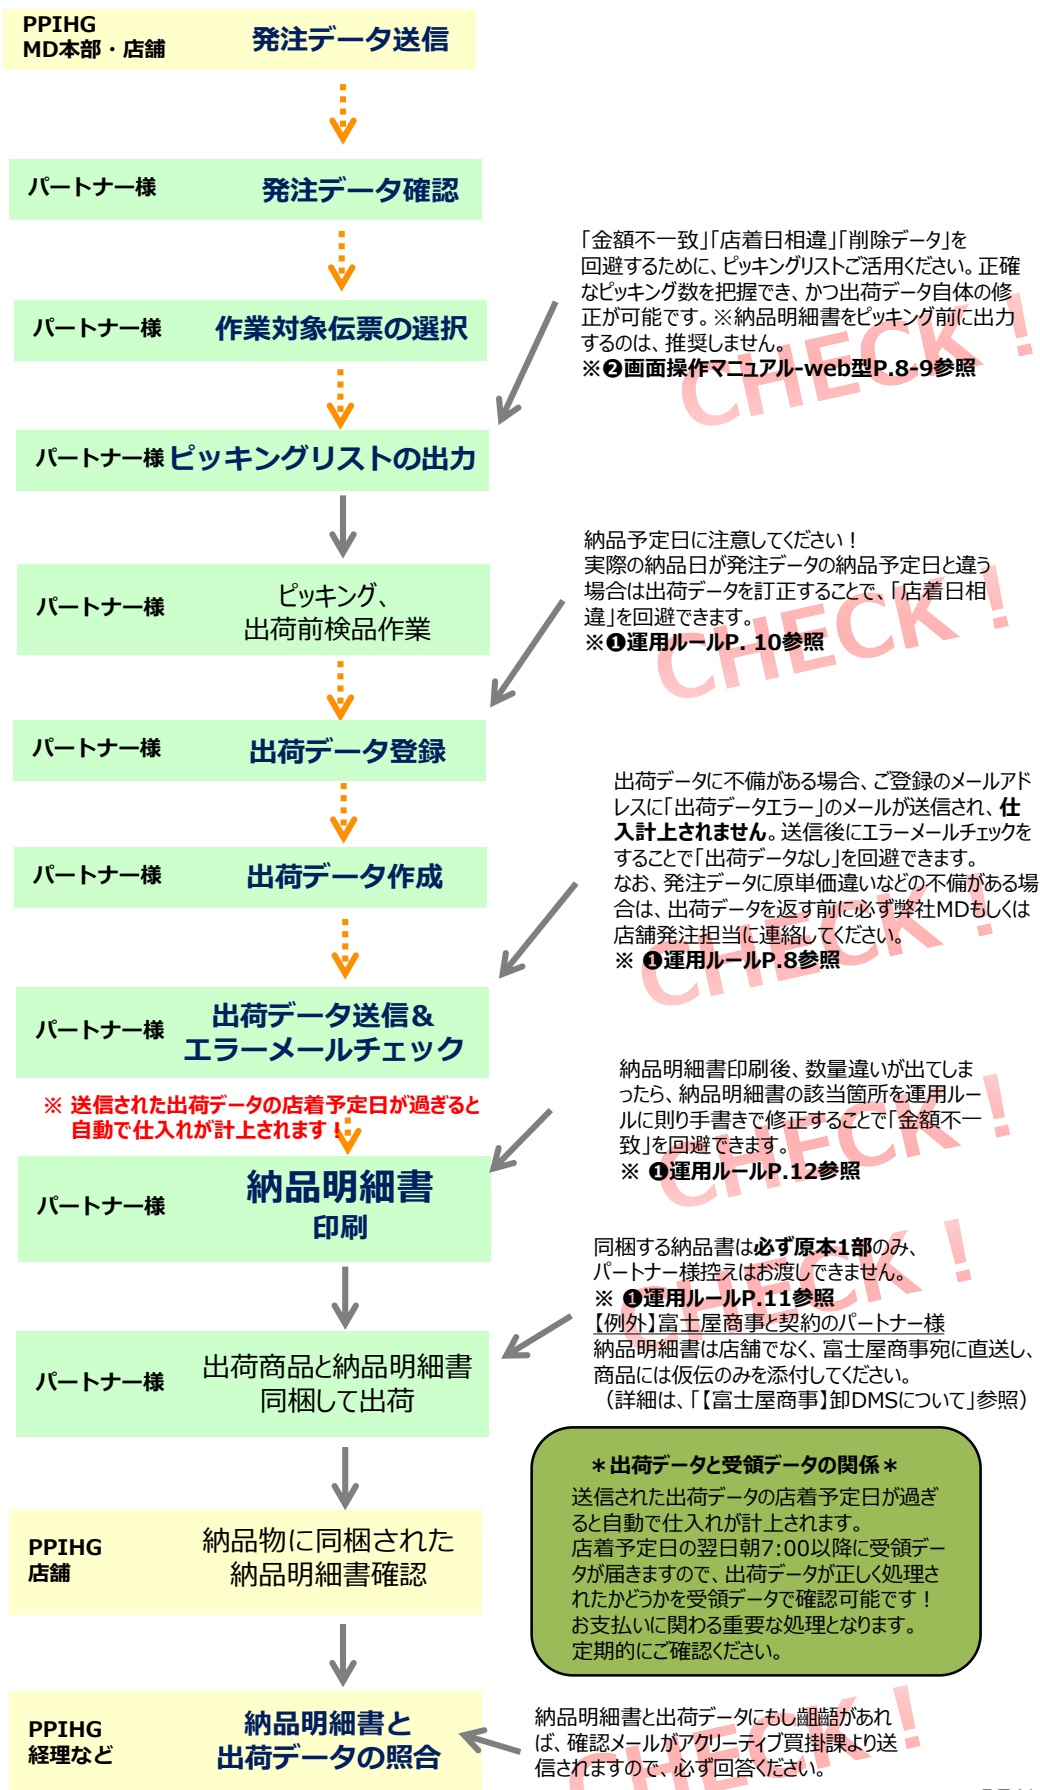 PPIHG
MD本部・店舗
発注データ送信
パートナー様
発注データ確認
「金額不一致」「店着日相違」「削除データ」を
回避するために、ピッキングリストご活用ください。正確
なピッキング数を把握でき、かつ出荷データ自体の修
正が可能です。※納品明細書をピッキング前に出力
するのは、推奨しません。
※❷画面操作マニュアル-web型P.8-9参照
CHECK！
パートナー様
作業対象伝票の選択
パートナー様
ピッキングリストの出力
納品予定日に注意してください！
実際の納品日が発注データの納品予定日と違う
場合は出荷データを訂正することで、「店着日相
違」を回避できます。
※❶運用ルールP. 10参照
CHECK！
パートナー様
ピッキング、
出荷前検品作業
パートナー様
出荷データ登録
出荷データに不備がある場合、ご登録のメールアド
レスに「出荷データエラー」のメールが送信され、仕
入計上されません。送信後にエラーメールチェックを
することで「出荷データなし」を回避できます。
なお、発注データに原単価違いなどの不備がある場
合は、出荷データを返す前に必ず弊社MDもしくは
店舗発注担当に連絡してください。
※ ❶運用ルールP.8参照
CHECK！
パートナー様
出荷データ作成
パートナー様
出荷データ送信＆
エラーメールチェック
※ 送信された出荷データの店着予定日が過ぎると
自動で仕入れが計上されます！
納品明細書印刷後、数量違いが出てしま
ったら、納品明細書の該当箇所を運用ルー
ルに則り手書きで修正することで「金額不一
致」を回避できます。
※ ❶運用ルールP.12参照
CHECK！
パートナー様
納品明細書
印刷
同梱する納品書は必ず原本1部のみ、
パートナー様控えはお渡しできません。
※ ❶運用ルールP.11参照
【例外】富士屋商事と契約のパートナー様
納品明細書は店舗でなく、富士屋商事宛に直送し、
商品には仮伝のみを添付してください。
（詳細は、「【富士屋商事】卸DMSについて」参照）
CHECK！
パートナー様
出荷商品と納品明細書
同梱して出荷
＊出荷データと受領データの関係＊
送信された出荷データの店着予定日が過ぎ
ると自動で仕入れが計上されます。
店着予定日の翌日朝7:00以降に受領デー
タが届きますので、出荷データが正しく処理さ
れたかどうかを受領データで確認可能です！
お支払いに関わる重要な処理となります。
定期的にご確認ください。
PPIHG
店舗
納品物に同梱された
納品明細書確認
PPIHG
経理など
納品明細書と
出荷データの照合
納品明細書と出荷データにもし齟齬があれ
ば、確認メールがアクリーティブ買掛課より送
信されますので、必ず回答ください。
CHECK！